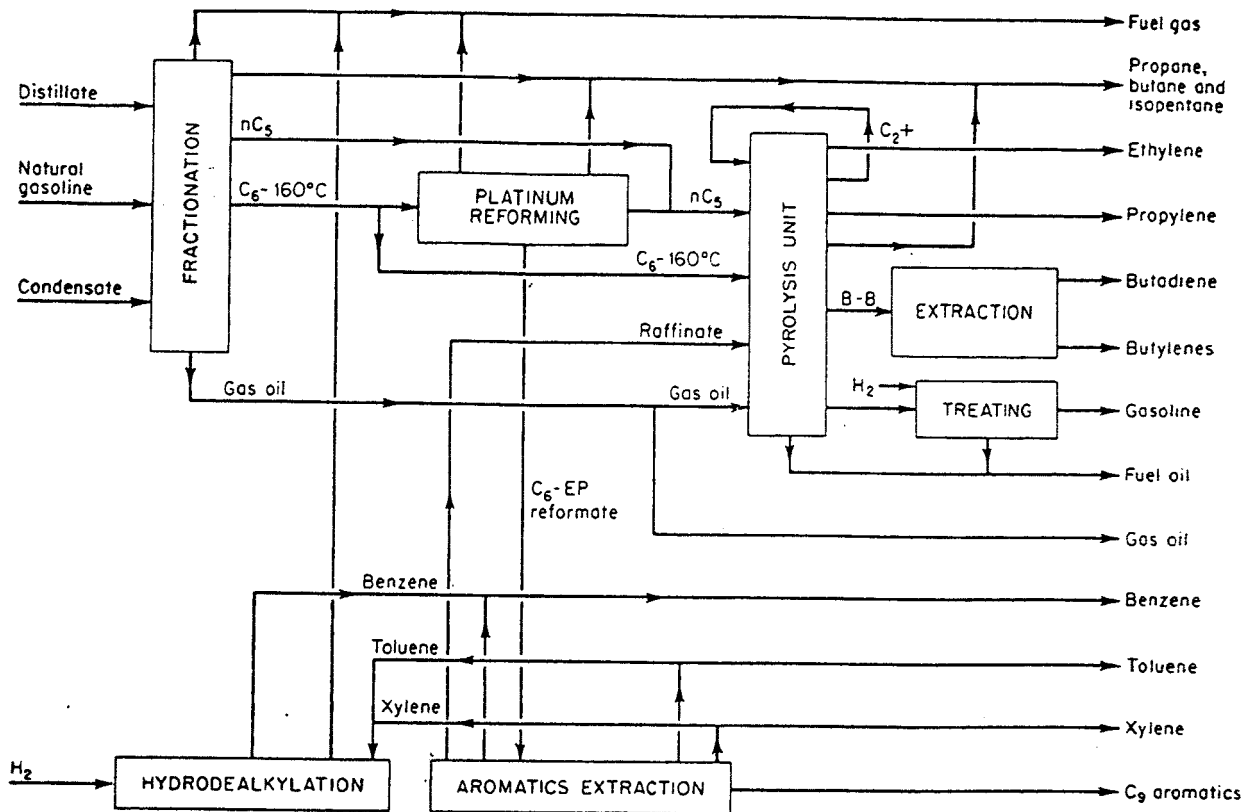 Fuel gas
Propane,
butane and
isopentane
Distillate
FRACTIONATION
nC₅
C₂+
Ethylene
Natural
gasoline
C₆-160°C
PLATINUM
REFORMING
nC₅
PYROLYSIS UNIT
Propylene
C₆-160°C
Condensate
B-B
EXTRACTION
Butadiene
Raffinate
Butylenes
Gas oil
Gas oil
H₂
TREATING
Gasoline
Fuel oil
C₆-EP
reformate
Gas oil
Benzene
Benzene
Toluene
Toluene
Xylene
Xylene
H₂
HYDRODEALKYLATION
AROMATICS EXTRACTION
C₉ aromatics